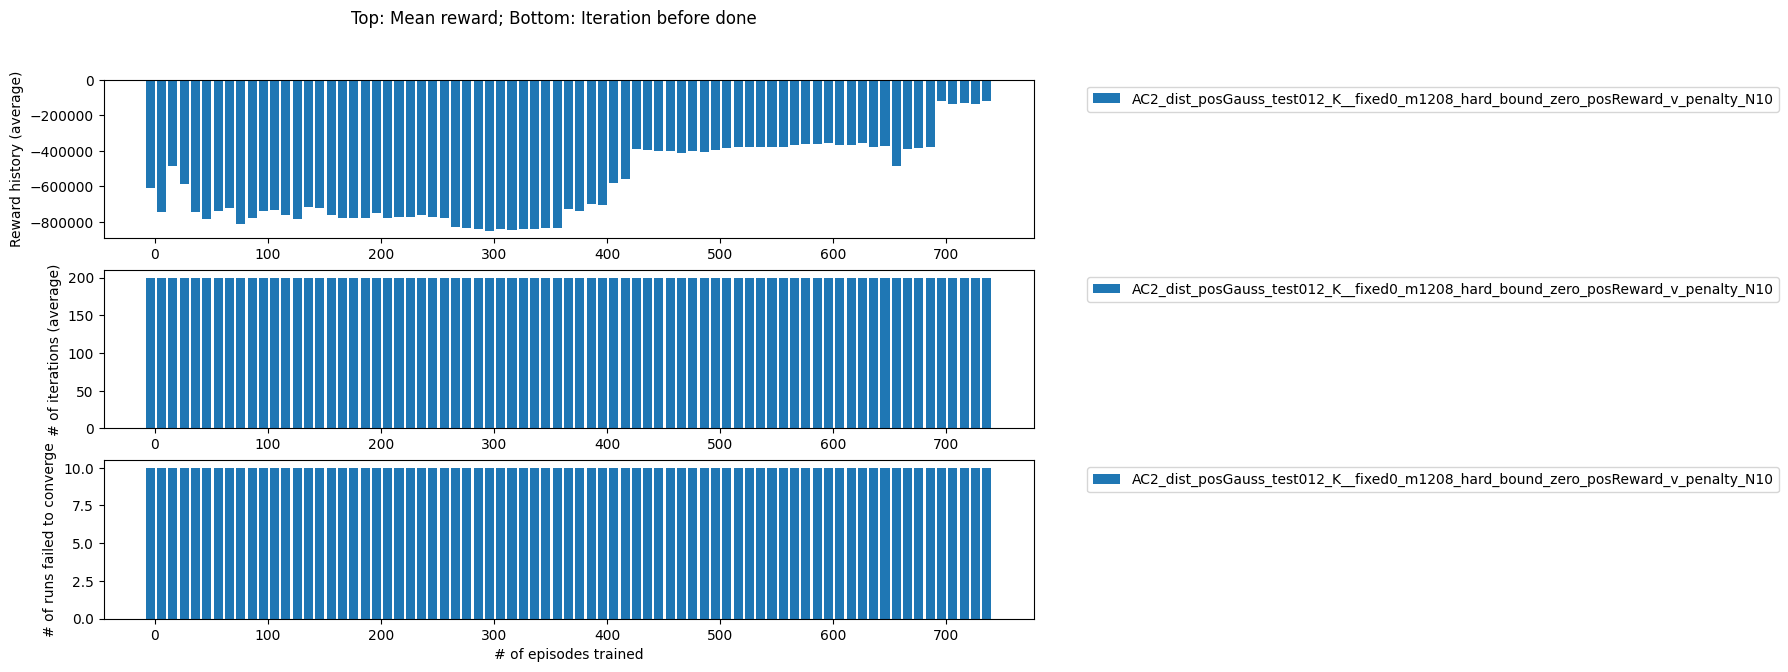 Top: Mean reward; Bottom: Iteration before done
Reward history (average)
0
−200000
−400000
−600000
−800000
0 100 200 300 400 500 600 700
AC2_dist_posGauss_test012_K__fixed0_m1208_hard_bound_zero_posReward_v_penalty_N10
# of iterations (average)
200
150
100
50
0
0 100 200 300 400 500 600 700
AC2_dist_posGauss_test012_K__fixed0_m1208_hard_bound_zero_posReward_v_penalty_N10
# of runs failed to converge
10.0
7.5
5.0
2.5
0.0
0 100 200 300 400 500 600 700
# of episodes trained
AC2_dist_posGauss_test012_K__fixed0_m1208_hard_bound_zero_posReward_v_penalty_N10